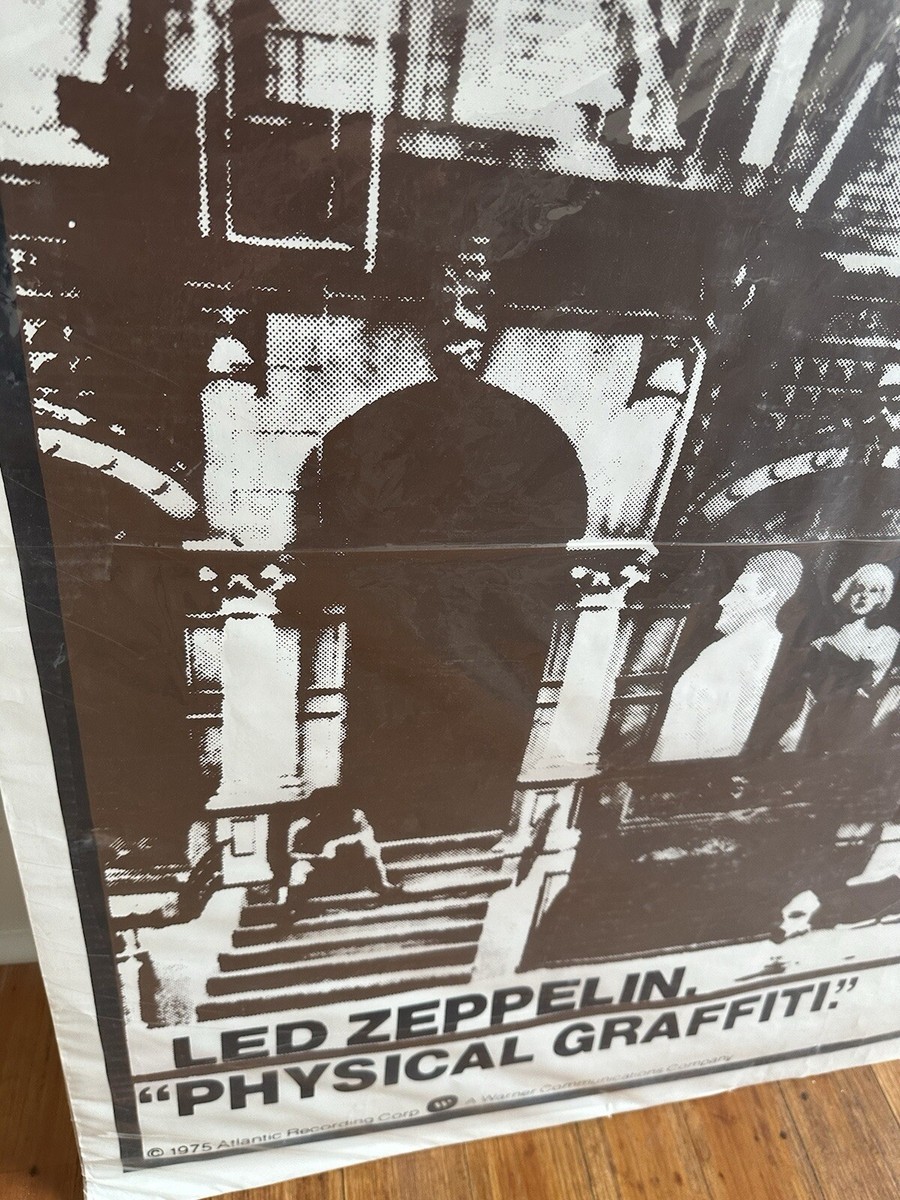 LED ZEPPELIN.
“PHYSICAL GRAFFITI.”
© 1975 Atlantic Recording Corp A Warner Communications Company